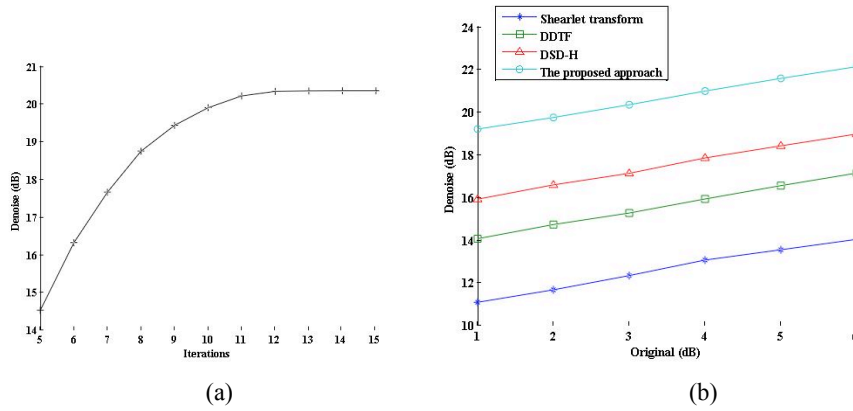 21
20
19
18
17
16
15
14
5 6 7 8 9 10 11 12 13 14 15
Denoise (dB)
Iterations
(a)
Shearlet transform
DDTF
DSD-H
The proposed approach
24
22
20
18
16
14
12
10
1 2 3 4 5
Denoise (dB)
Original (dB)
(b)